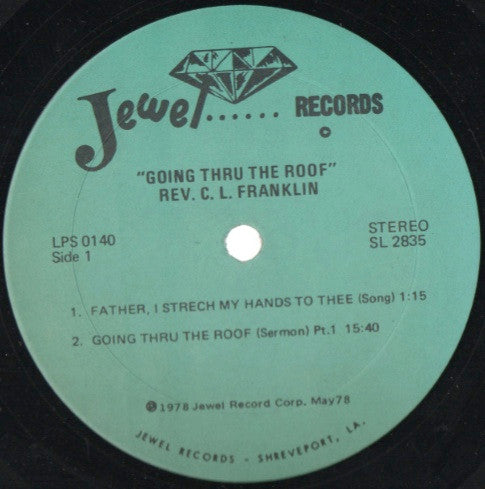 Jewel...... RECORDS
©
"GOING THRU THE ROOF"
REV. C. L. FRANKLIN
LPS 0140
Side 1
STEREO
SL 2835
1. FATHER, I STRECH MY HANDS TO THEE (Song) 1:15
2. GOING THRU THE ROOF (Sermon) Pt.1 15:40
℗ 1978 Jewel Record Corp. May78
JEWEL RECORDS - SHREVEPORT, LA.